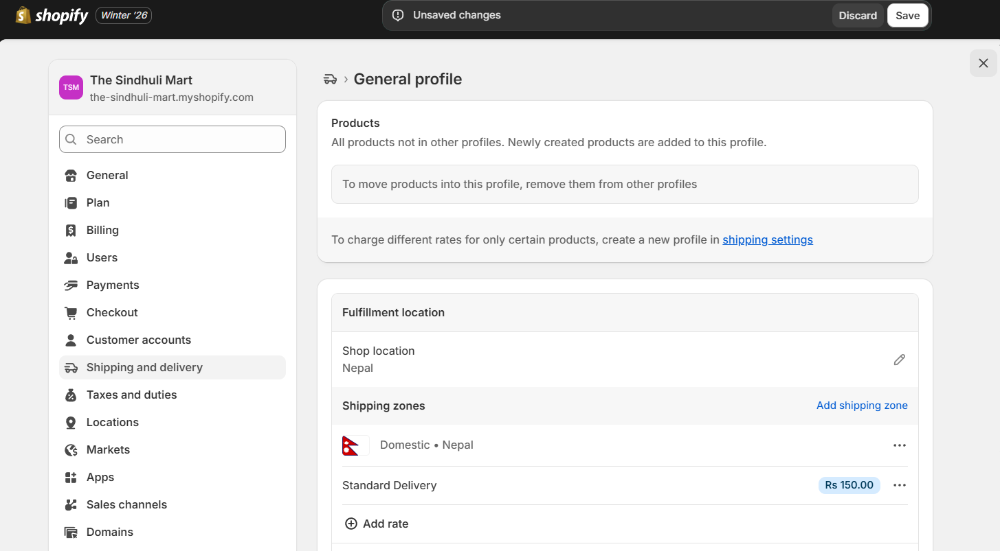 shopify Winter '26
Unsaved changes
Discard
Save
TSM
The Sindhuli Mart
the-sindhuli-mart.myshopify.com
Search
General
Plan
Billing
Users
Payments
Checkout
Customer accounts
Shipping and delivery
Taxes and duties
Locations
Markets
Apps
Sales channels
Domains
› General profile
Products
All products not in other profiles. Newly created products are added to this profile.
To move products into this profile, remove them from other profiles
To charge different rates for only certain products, create a new profile in shipping settings
Fulfillment location
Shop location
Nepal
Shipping zones
Add shipping zone
Domestic • Nepal
Standard Delivery
Rs 150.00
Add rate